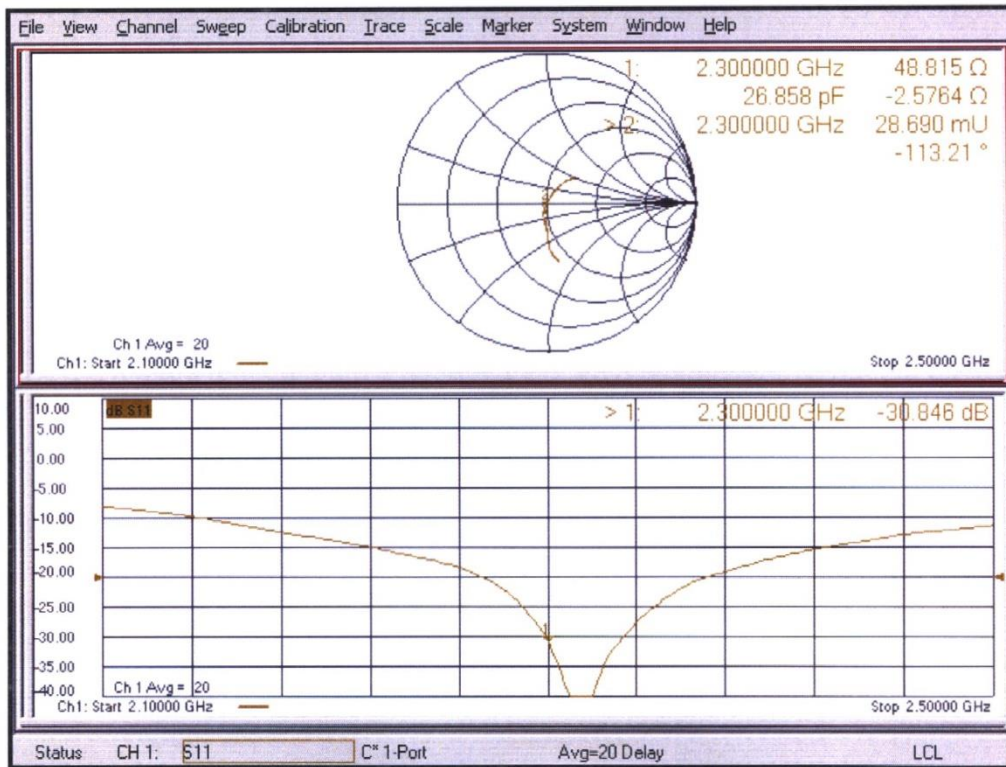 File View Channel Sweep Calibration Trace Scale Marker System Window Help
1: 2.300000 GHz 48.815 Ω
26.858 pF -2.5764 Ω
> 2: 2.300000 GHz 28.690 mU
-113.21 °
Ch 1 Avg = 20
Ch1: Start 2.10000 GHz Stop 2.50000 GHz
10.00 dB S11 > 1: 2.300000 GHz -30.846 dB
5.00
0.00
-5.00
-10.00
-15.00
-20.00
-25.00
-30.00 1
-35.00
-40.00 Ch 1 Avg = 20
Ch1: Start 2.10000 GHz Stop 2.50000 GHz
Status CH 1: S11 C* 1-Port Avg=20 Delay LCL